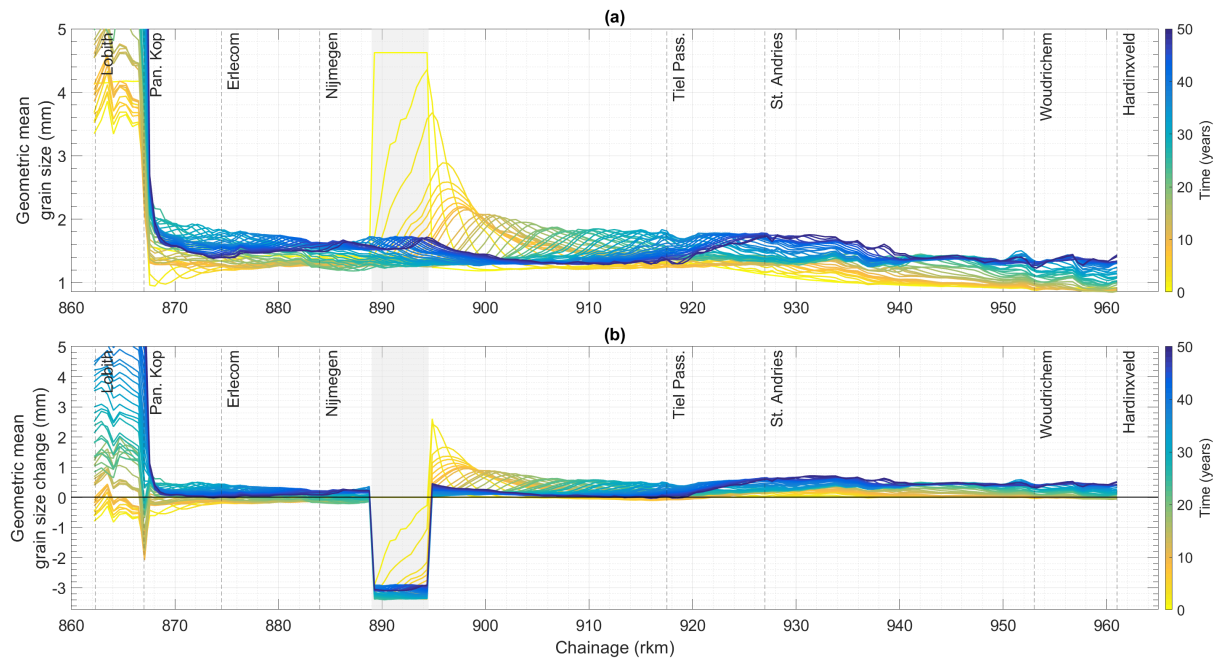 (a)
Geometric mean
grain size (mm)
5
4
3
2
1
Lobith
Pan. Kop
Erlecom
Nijmegen
Tiel Pass.
St. Andries
Woudrichem
Hardinxveld
860 870 880 890 900 910 920 930 940 950 960
50
40
30
20
10
0
Time (years)
(b)
Geometric mean
grain size change (mm)
5
4
3
2
1
0
-1
-2
-3
Lobith
Pan. Kop
Erlecom
Nijmegen
Tiel Pass.
St. Andries
Woudrichem
Hardinxveld
860 870 880 890 900 910 920 930 940 950 960
Chainage (rkm)
50
40
30
20
10
0
Time (years)